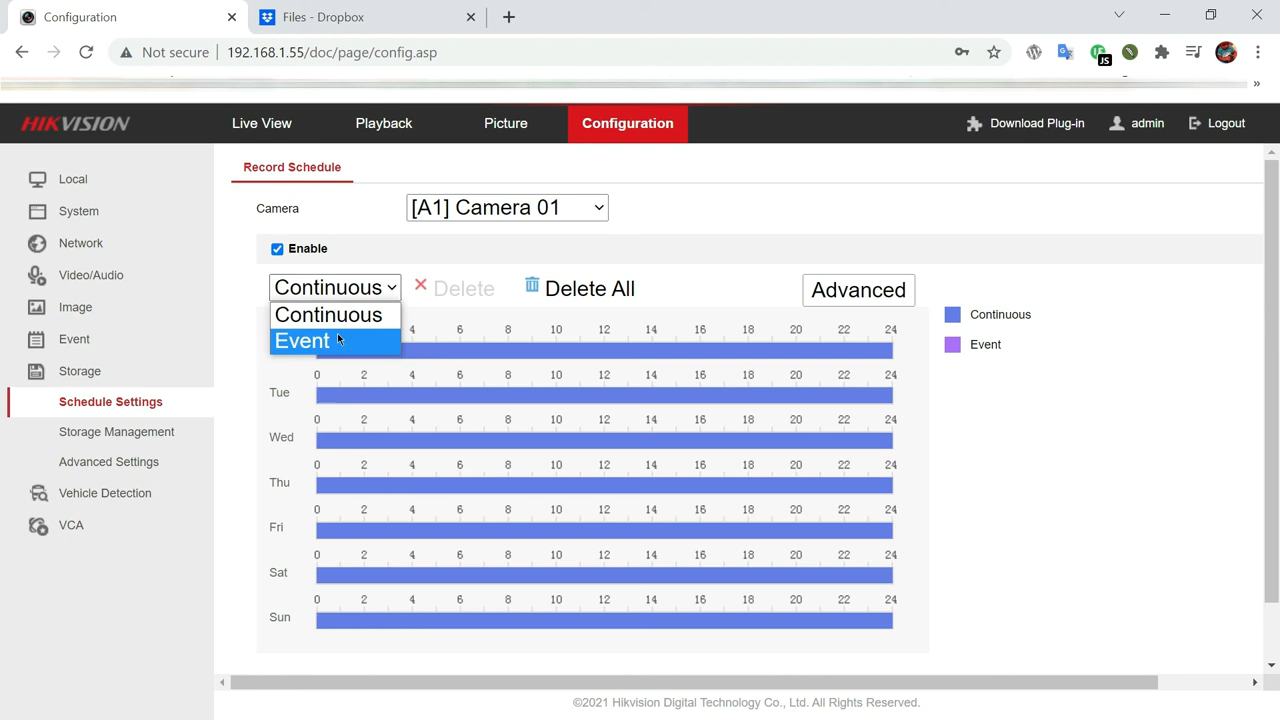 Configuration
Files - Dropbox
Not secure
192.168.1.55/doc/page/config.asp
JS
HIKVISION
Live View
Playback
Picture
Configuration
Download Plug-in
admin
Logout
Local
System
Network
Video/Audio
Image
Event
Storage
Schedule Settings
Storage Management
Advanced Settings
Vehicle Detection
VCA
Record Schedule
Camera
[A1] Camera 01
Enable
Continuous
Delete
Delete All
Advanced
Continuous
Event
Continuous
Event
4 6 8 10 12 14 16 18 20 22 24
0 2 4 6 8 10 12 14 16 18 20 22 24
Tue
0 2 4 6 8 10 12 14 16 18 20 22 24
Wed
0 2 4 6 8 10 12 14 16 18 20 22 24
Thu
0 2 4 6 8 10 12 14 16 18 20 22 24
Fri
0 2 4 6 8 10 12 14 16 18 20 22 24
Sat
0 2 4 6 8 10 12 14 16 18 20 22 24
Sun
©2021 Hikvision Digital Technology Co., Ltd. All Rights Reserved.